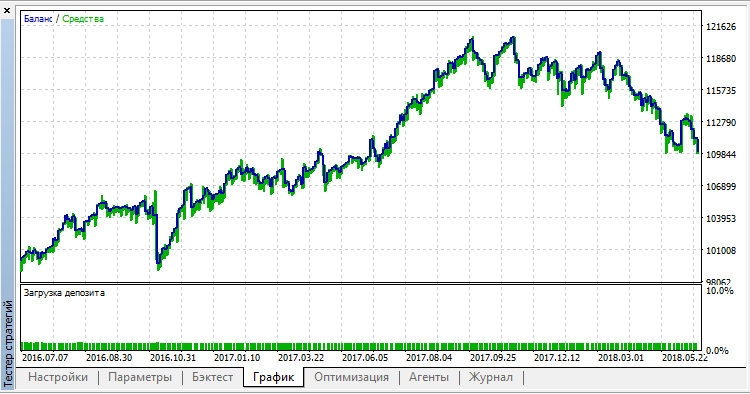 Баланс / Средства
121626
118680
115735
112790
109844
106899
103953
101008
98062
Загрузка депозита
10.0%
0.0%
2016.07.07 2016.08.30 2016.10.31 2017.01.10 2017.03.22 2017.06.05 2017.08.04 2017.09.25 2017.12.12 2018.03.01 2018.05.22
Тестер стратегий
Настройки Параметры Бэктест График Оптимизация Агенты Журнал